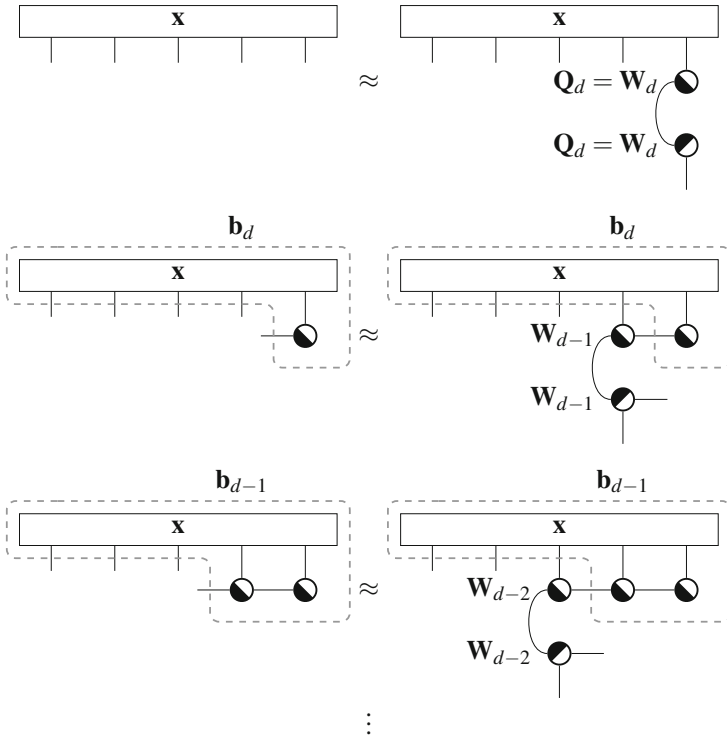 x x
≈
Q_d = W_d
Q_d = W_d
b_d b_d
x x
≈
W_{d−1}
W_{d−1}
b_{d−1} b_{d−1}
x x
≈
W_{d−2}
W_{d−2}
⋮